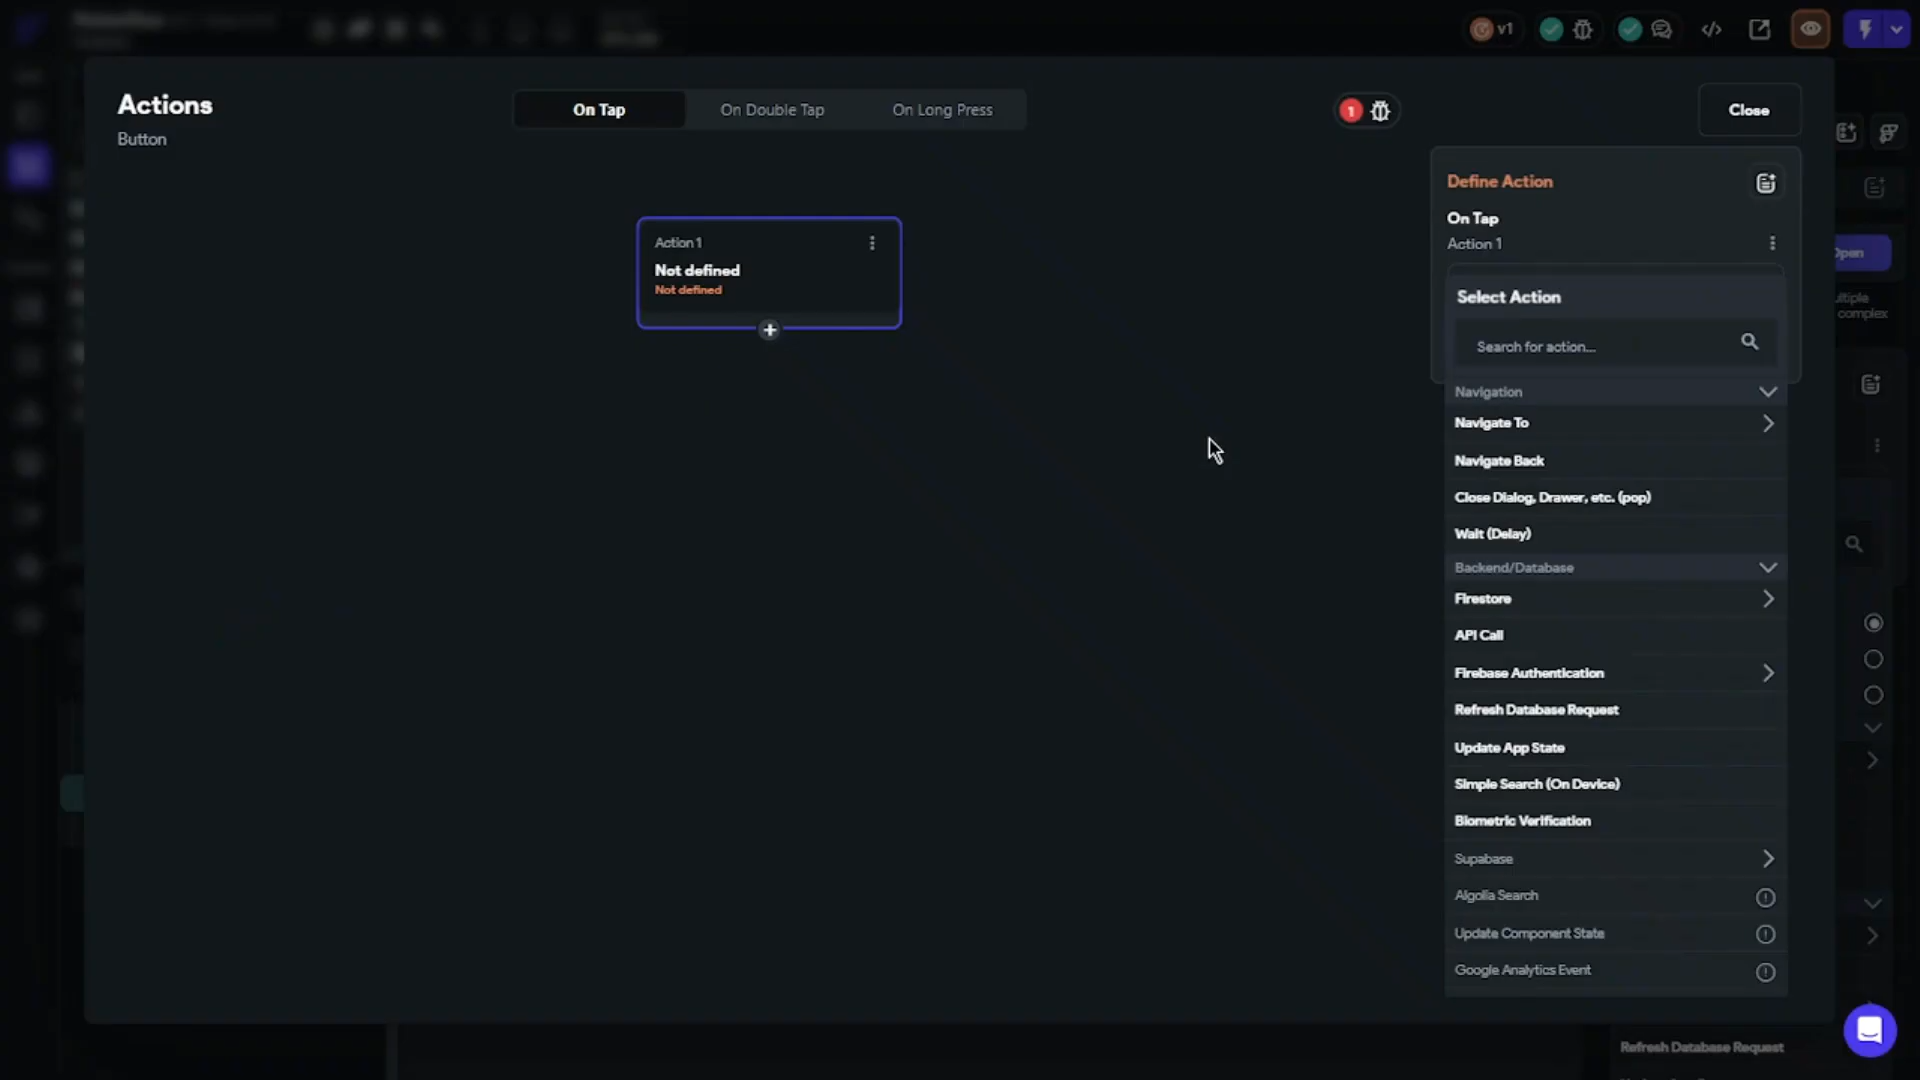 v1
Actions
Button
On Tap
On Double Tap
On Long Press
1
Close
Define Action
On Tap
Action 1
Action 1
Not defined
Not defined
Open
Select Action
Search for action...
Navigation
Navigate To
Navigate Back
Close Dialog, Drawer, etc. (pop)
Wait (Delay)
Backend/Database
Firestore
API Call
Firebase Authentication
Refresh Database Request
Update App State
Simple Search (On Device)
Biometric Verification
Supabase
Algolia Search
Update Component State
Google Analytics Event
complex
Refresh Database Request